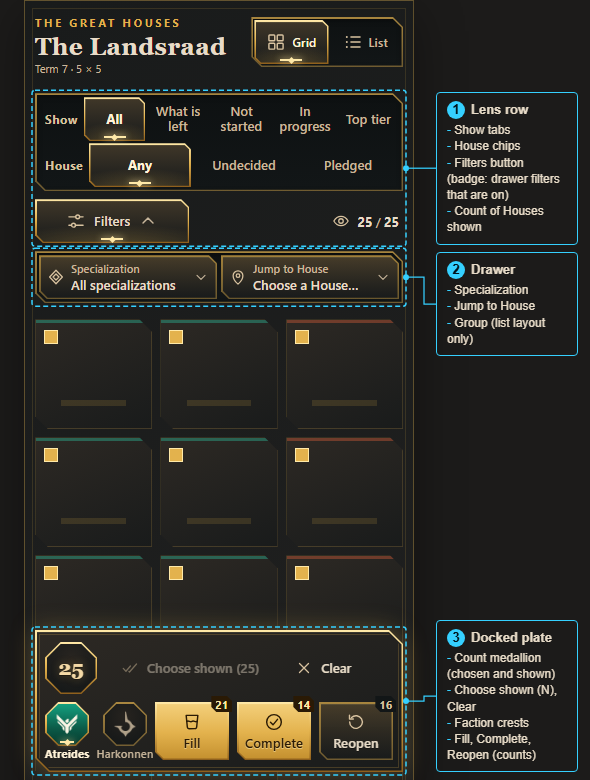 THE GREAT HOUSES
The Landsraad
Term 7 · 5 × 5
Grid
List
Show
All
What is left
Not started
In progress
Top tier
House
Any
Undecided
Pledged
Filters
25 / 25
Specialization
All specializations
Jump to House
Choose a House...
25
Choose shown (25)
Clear
Atreides
Harkonnen
21
Fill
14
Complete
16
Reopen
1 Lens row
- Show tabs
- House chips
- Filters button
(badge: drawer filters
that are on)
- Count of Houses
shown
2 Drawer
- Specialization
- Jump to House
- Group (list layout
only)
3 Docked plate
- Count medallion
(chosen and shown)
- Choose shown (N),
Clear
- Faction crests
- Fill, Complete,
Reopen (counts)